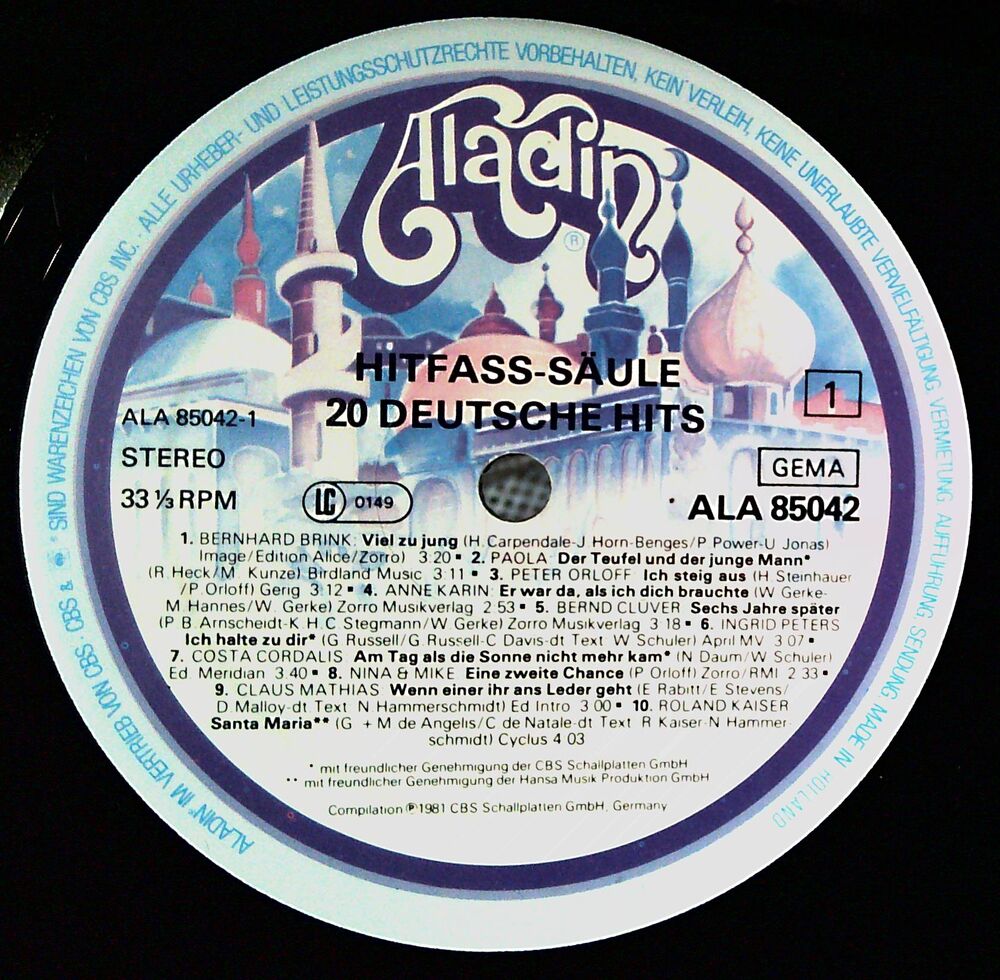 ALLE URHEBER- UND LEISTUNGSSCHUTZRECHTE VORBEHALTEN, KEIN VERLEIH, KEINE UNERLAUBTE VERVIELFÄLTIGUNG, VERMIETUNG, AUFFÜHRUNG, SENDUNG, MADE IN HOLLAND
ALADIN® IM VERTRIEB VON CBS; CBS & ® SIND WARENZEICHEN VON CBS INC.;
Aladin
®
HITFASS-SÄULE
20 DEUTSCHE HITS
1
ALA 85042-1
STEREO
33 ⅓ RPM
LC 0149
GEMA
ALA 85042
1. BERNHARD BRINK: Viel zu jung (H. Carpendale-J. Horn-Benges/P. Power-U. Jonas)
Image/Edition Alice/Zorro) 3:20 ▪ 2. PAOLA: Der Teufel und der junge Mann*
(R. Heck/M. Kunze) Birdland Music 3:11 ▪ 3. PETER ORLOFF: Ich steig aus (H. Steinhauer
/P. Orloff) Gerig 3:12 ▪ 4. ANNE KARIN: Er war da, als ich dich brauchte (W. Gerke-
M. Hannes/W. Gerke) Zorro Musikverlag 2:53 ▪ 5. BERND CLÜVER: Sechs Jahre später
(P. B. Arnscheidt-K. H. C. Stegmann/W. Gerke) Zorro Musikverlag 3:18 ▪ 6. INGRID PETERS:
Ich halte zu dir* (G. Russell/G. Russell-C. Davis-dt. Text: W. Schuler) April MV 3:07 ▪
7. COSTA CORDALIS: Am Tag als die Sonne nicht mehr kam* (N. Daum/W. Schuler)
Ed. Meridian 3:40 ▪ 8. NINA & MIKE: Eine zweite Chance (P. Orloff) Zorro/RMI 2:33 ▪
9. CLAUS MATHIAS: Wenn einer ihr ans Leder geht (E. Rabitt/E. Stevens/
D. Malloy-dt. Text: N. Hammerschmidt) Ed. Intro 3:00 ▪ 10. ROLAND KAISER:
Santa Maria** (G. + M. de Angelis/C. de Natale-dt. Text: R. Kaiser-N. Hammer-
schmidt) Cyclus 4:03
* mit freundlicher Genehmigung der CBS Schallplatten GmbH
** mit freundlicher Genehmigung der Hansa Musik Produktion GmbH
Compilation ℗ 1981 CBS Schallplatten GmbH, Germany